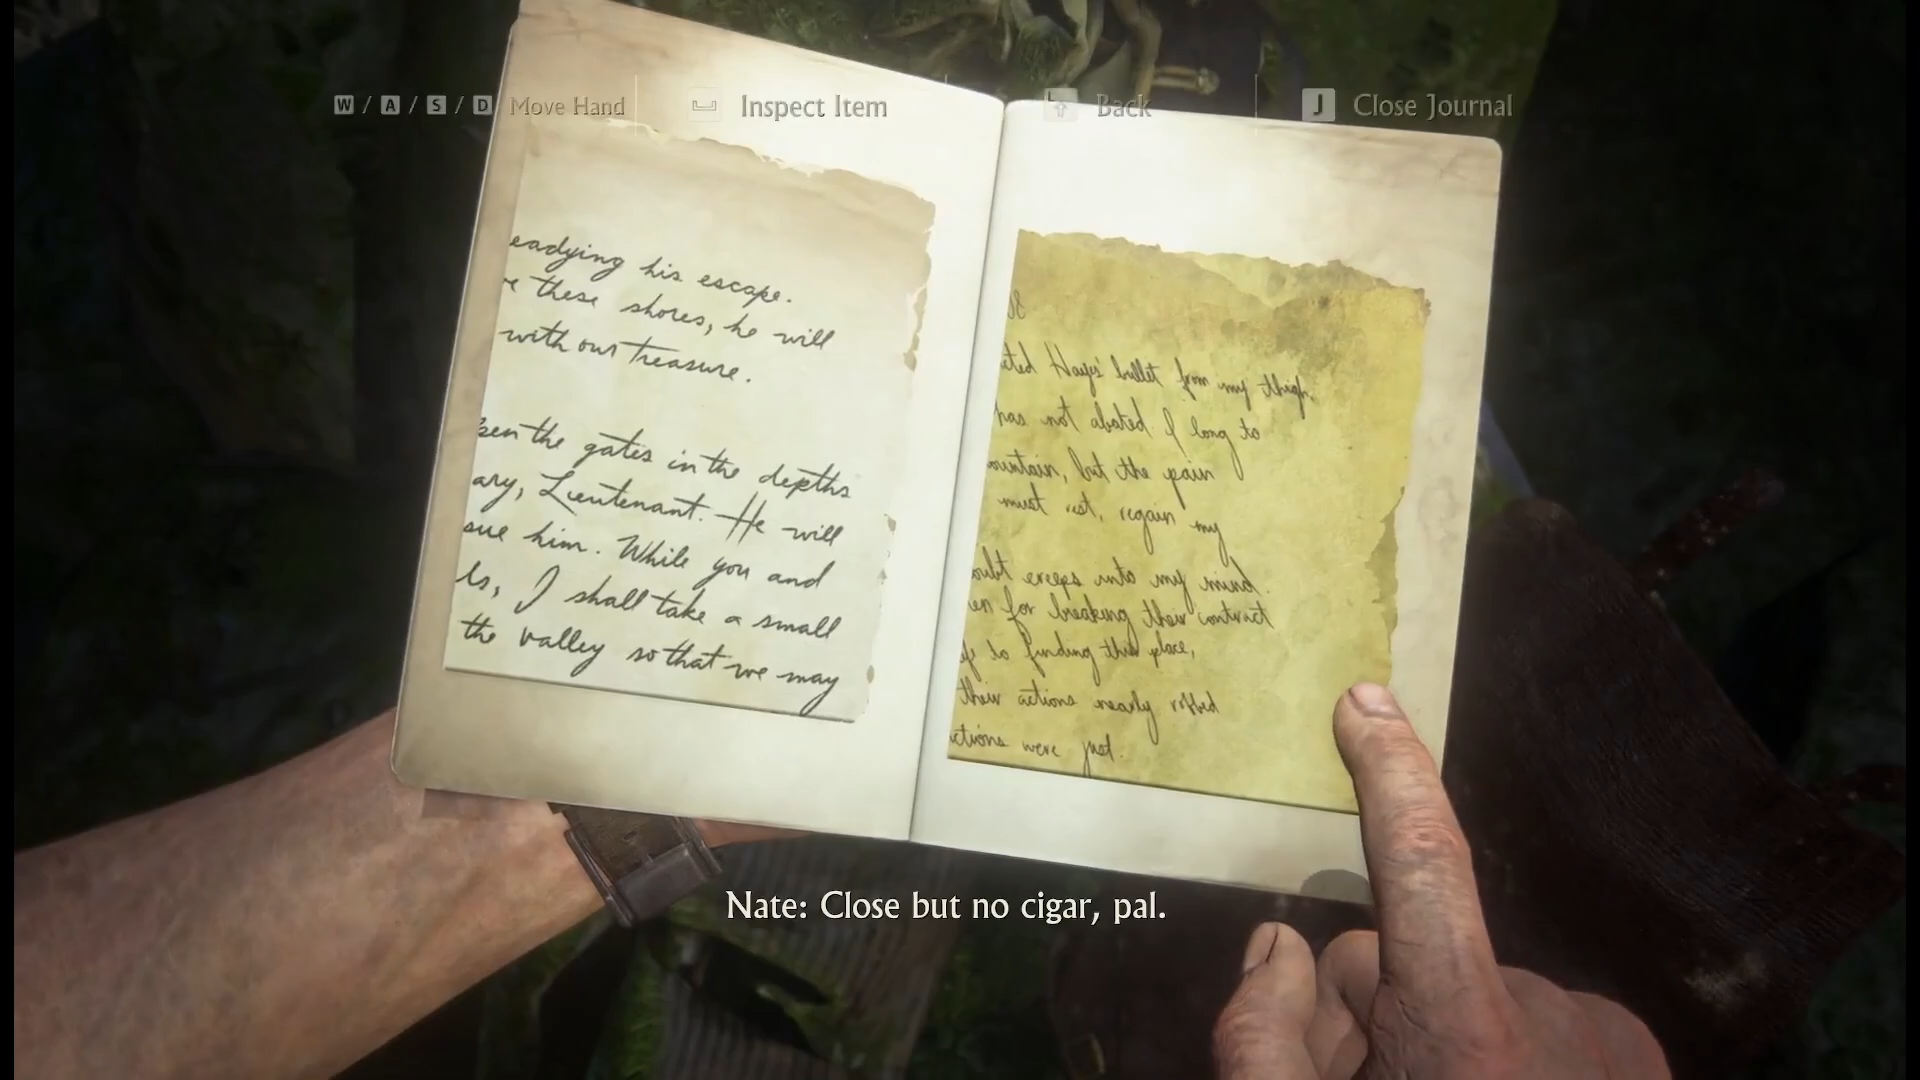 W / A / S / D Move Hand
Inspect Item
Back
J Close Journal
eadying his escape.
these shores, he will
with our treasure.
the gates in the depths
ary, Lieutenant. He will
sue him. While you and
ls, I shall take a small
the valley so that we may
Hays' bullet from my thigh.
has not abated. I long to
ountain, but the pain
must rest, regain my
oubt creeps into my mind.
en for breaking their contract
to finding this place,
their actions nearly robbed
ctions were just.
Nate: Close but no cigar, pal.